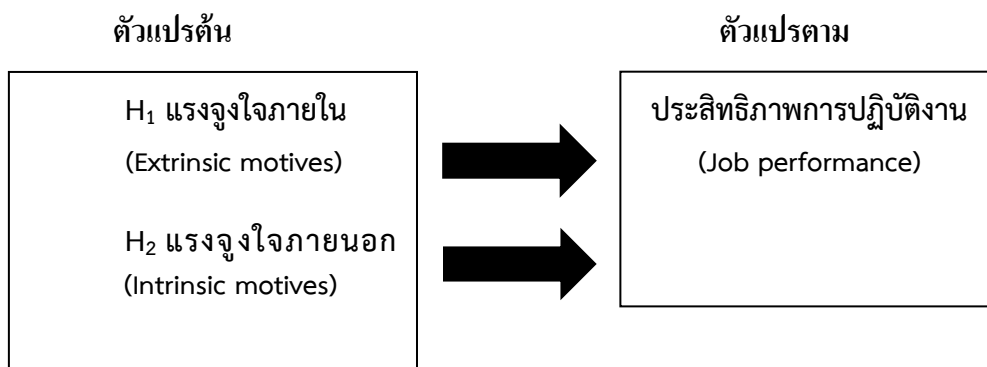 ตัวแปรต้น
ตัวแปรตาม
H₁ แรงจูงใจภายใน
(Extrinsic motives)
H₂ แรงจูงใจภายนอก
(Intrinsic motives)
ประสิทธิภาพการปฏิบัติงาน
(Job performance)